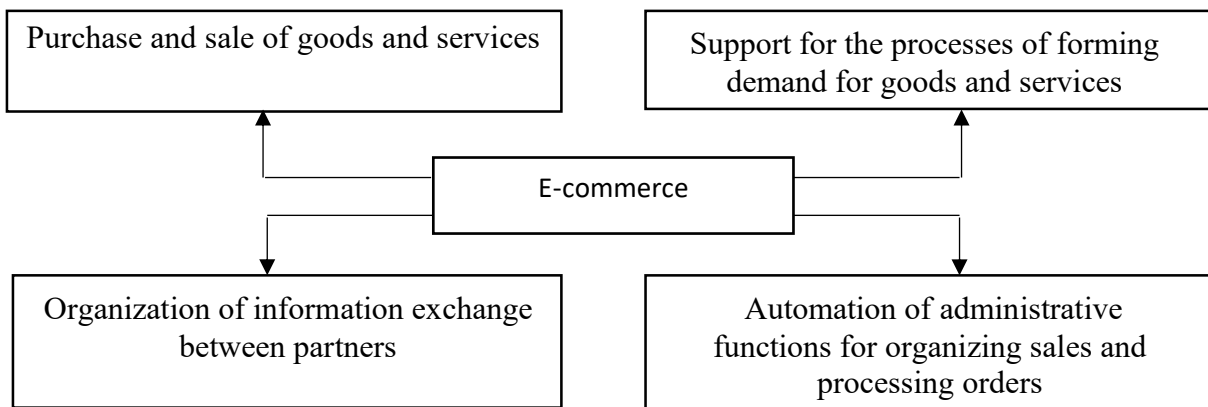 Purchase and sale of goods and services
Support for the processes of forming
demand for goods and services
E-commerce
Organization of information exchange
between partners
Automation of administrative
functions for organizing sales and
processing orders